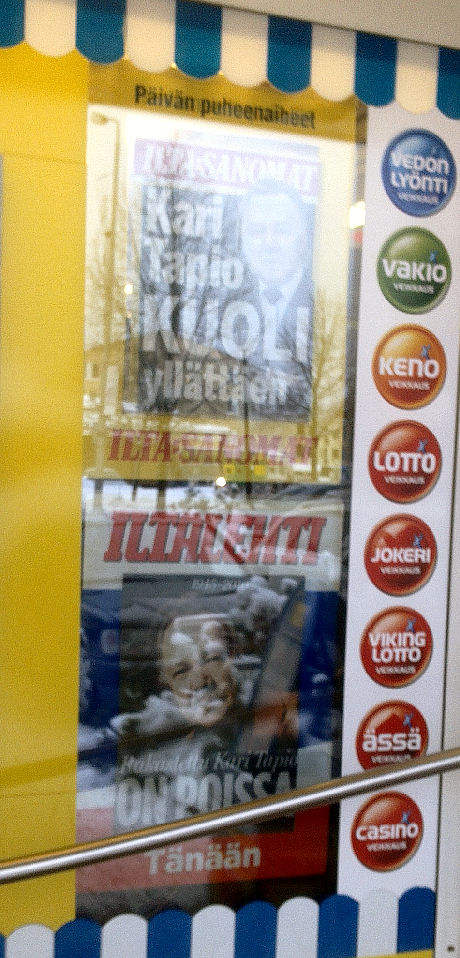 Päivän puheenaiheet
ILTA-SANOMAT
Kari
Tapio
KUOLI
yllättäen
ILTA-SANOMAT
ILTALEHTI
Rakastettu Kari Tapio
ON POISSA
Tänään
VEDON
LYÖNTI
VEIKKAUS
VAKIO
VEIKKAUS
KENO
VEIKKAUS
LOTTO
VEIKKAUS
JOKERI
VEIKKAUS
VIKING
LOTTO
VEIKKAUS
ÄSSÄ
VEIKKAUS
CASINO
VEIKKAUS